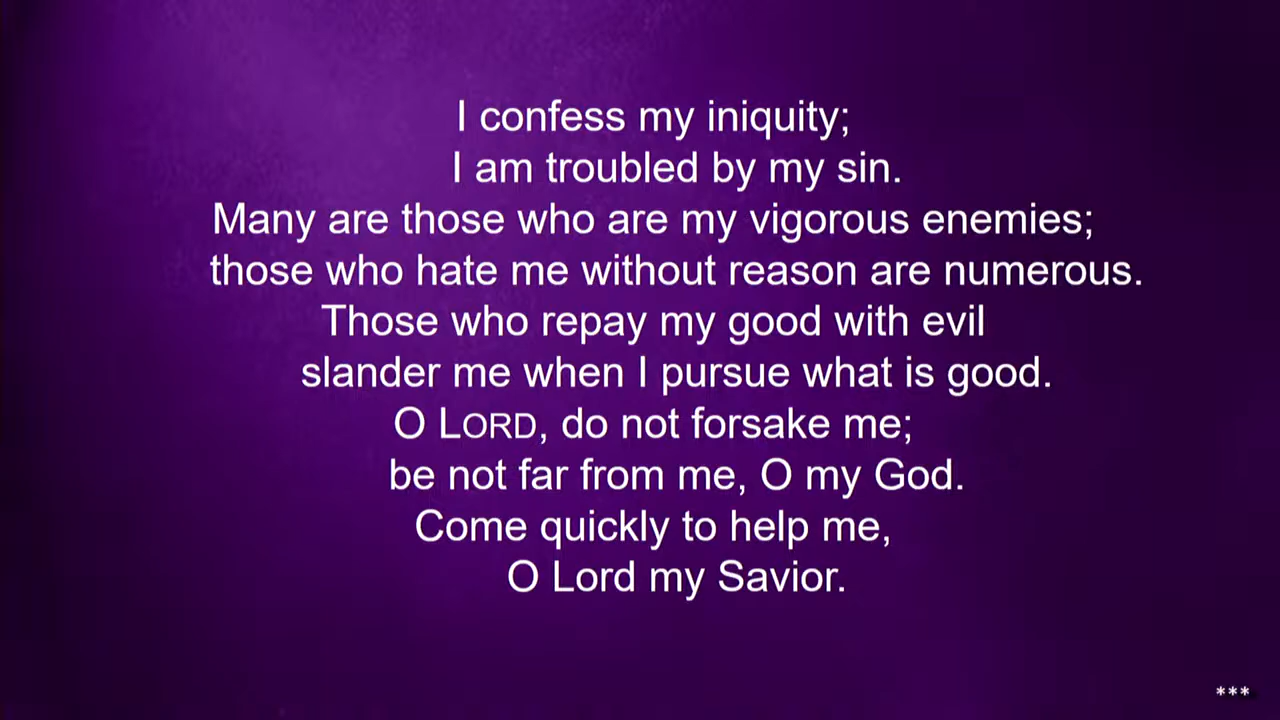 I confess my iniquity;
I am troubled by my sin.
Many are those who are my vigorous enemies;
those who hate me without reason are numerous.
Those who repay my good with evil
slander me when I pursue what is good.
O LORD, do not forsake me;
be not far from me, O my God.
Come quickly to help me,
O Lord my Savior.
***